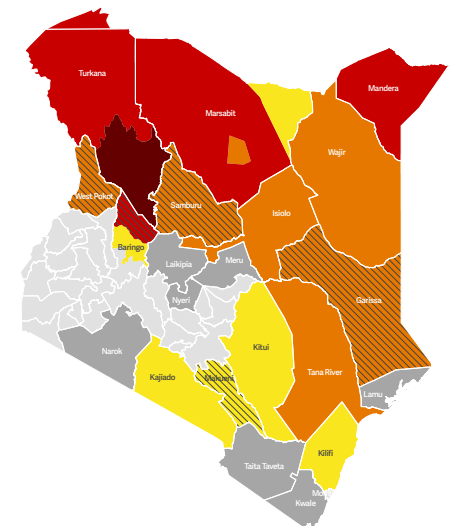 Turkana
Mandera
Marsabit
Wajir
West Pokot
Samburu
Isiolo
Baringo
Laikipia
Meru
Nyeri
Garissa
Narok
Kitui
Kajiado
Makueni
Tana River
Lamu
Kilifi
Taita Taveta
Kwale